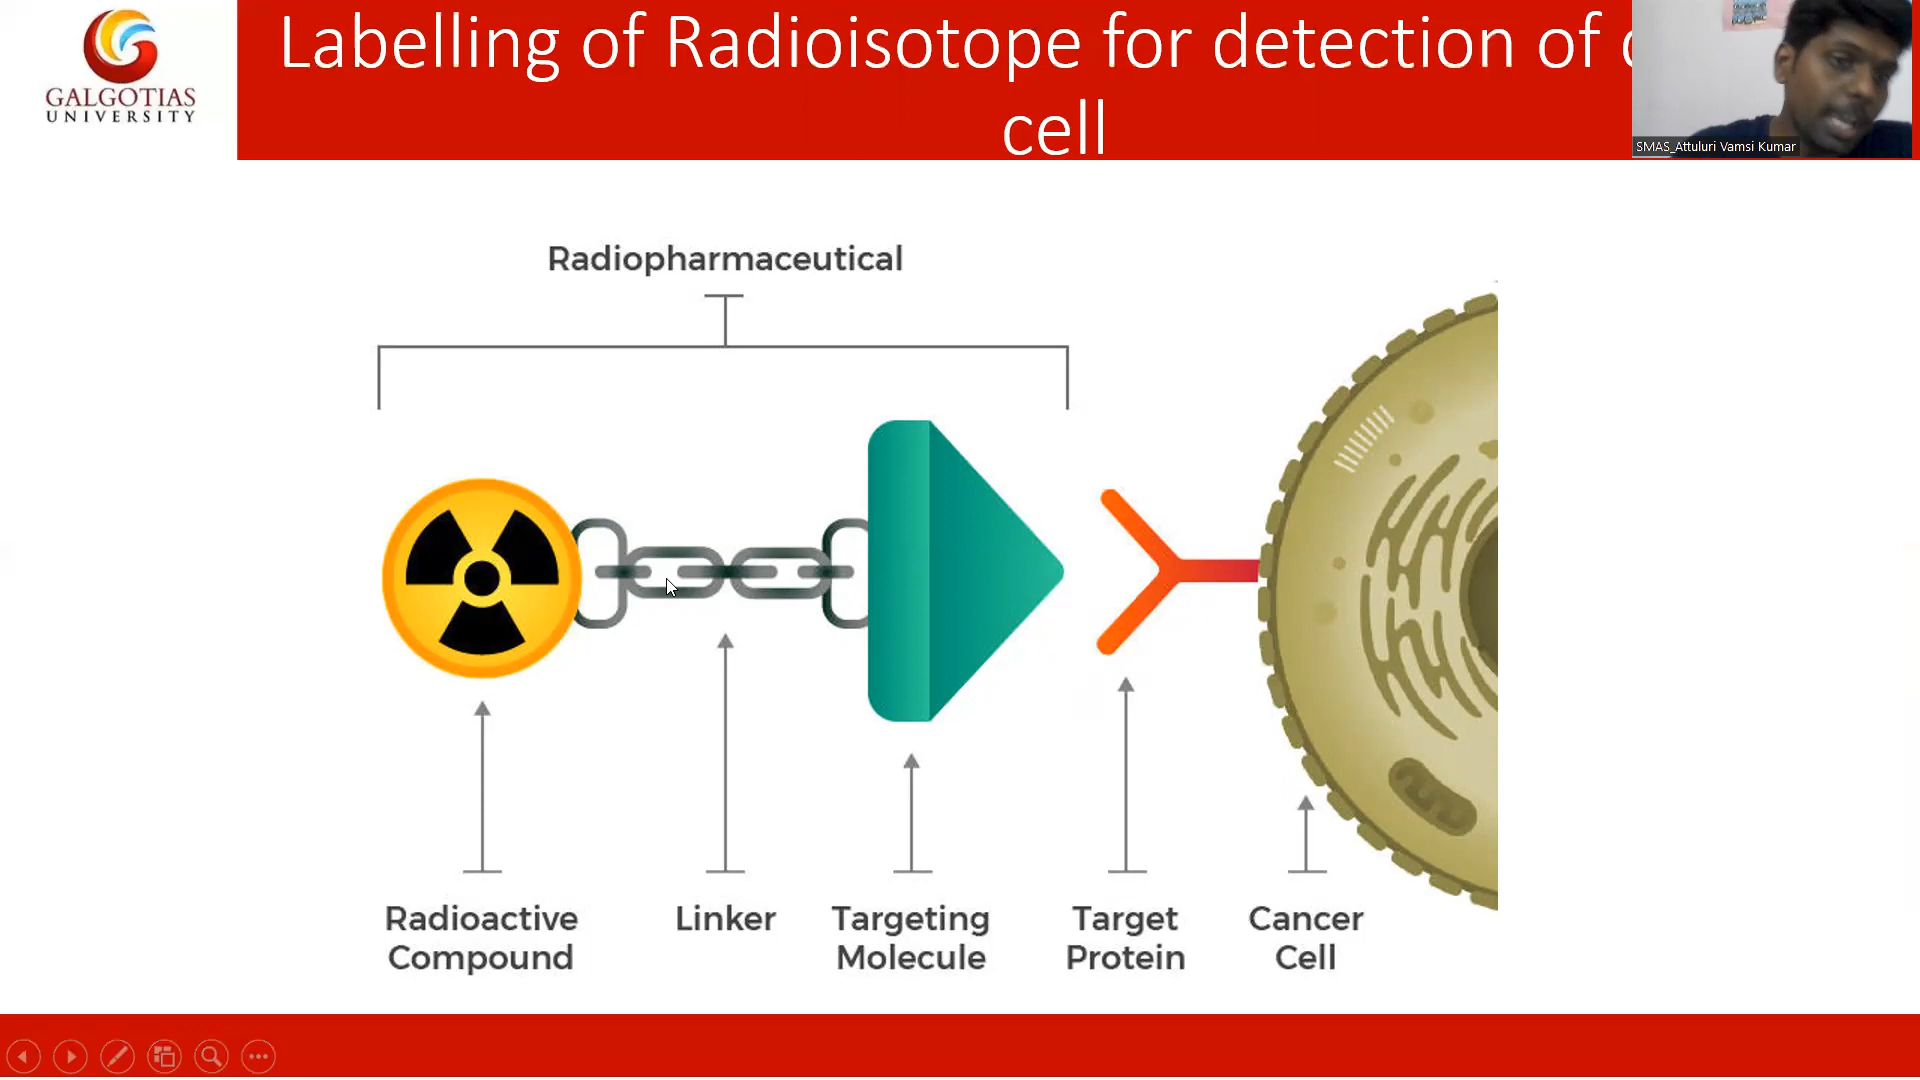 Labelling of Radioisotope for detection of
cell
GALGOTIAS
UNIVERSITY
SMAS_Attuluri Vamsi Kumar
Radiopharmaceutical
Radioactive
Compound
Linker
Targeting
Molecule
Target
Protein
Cancer
Cell